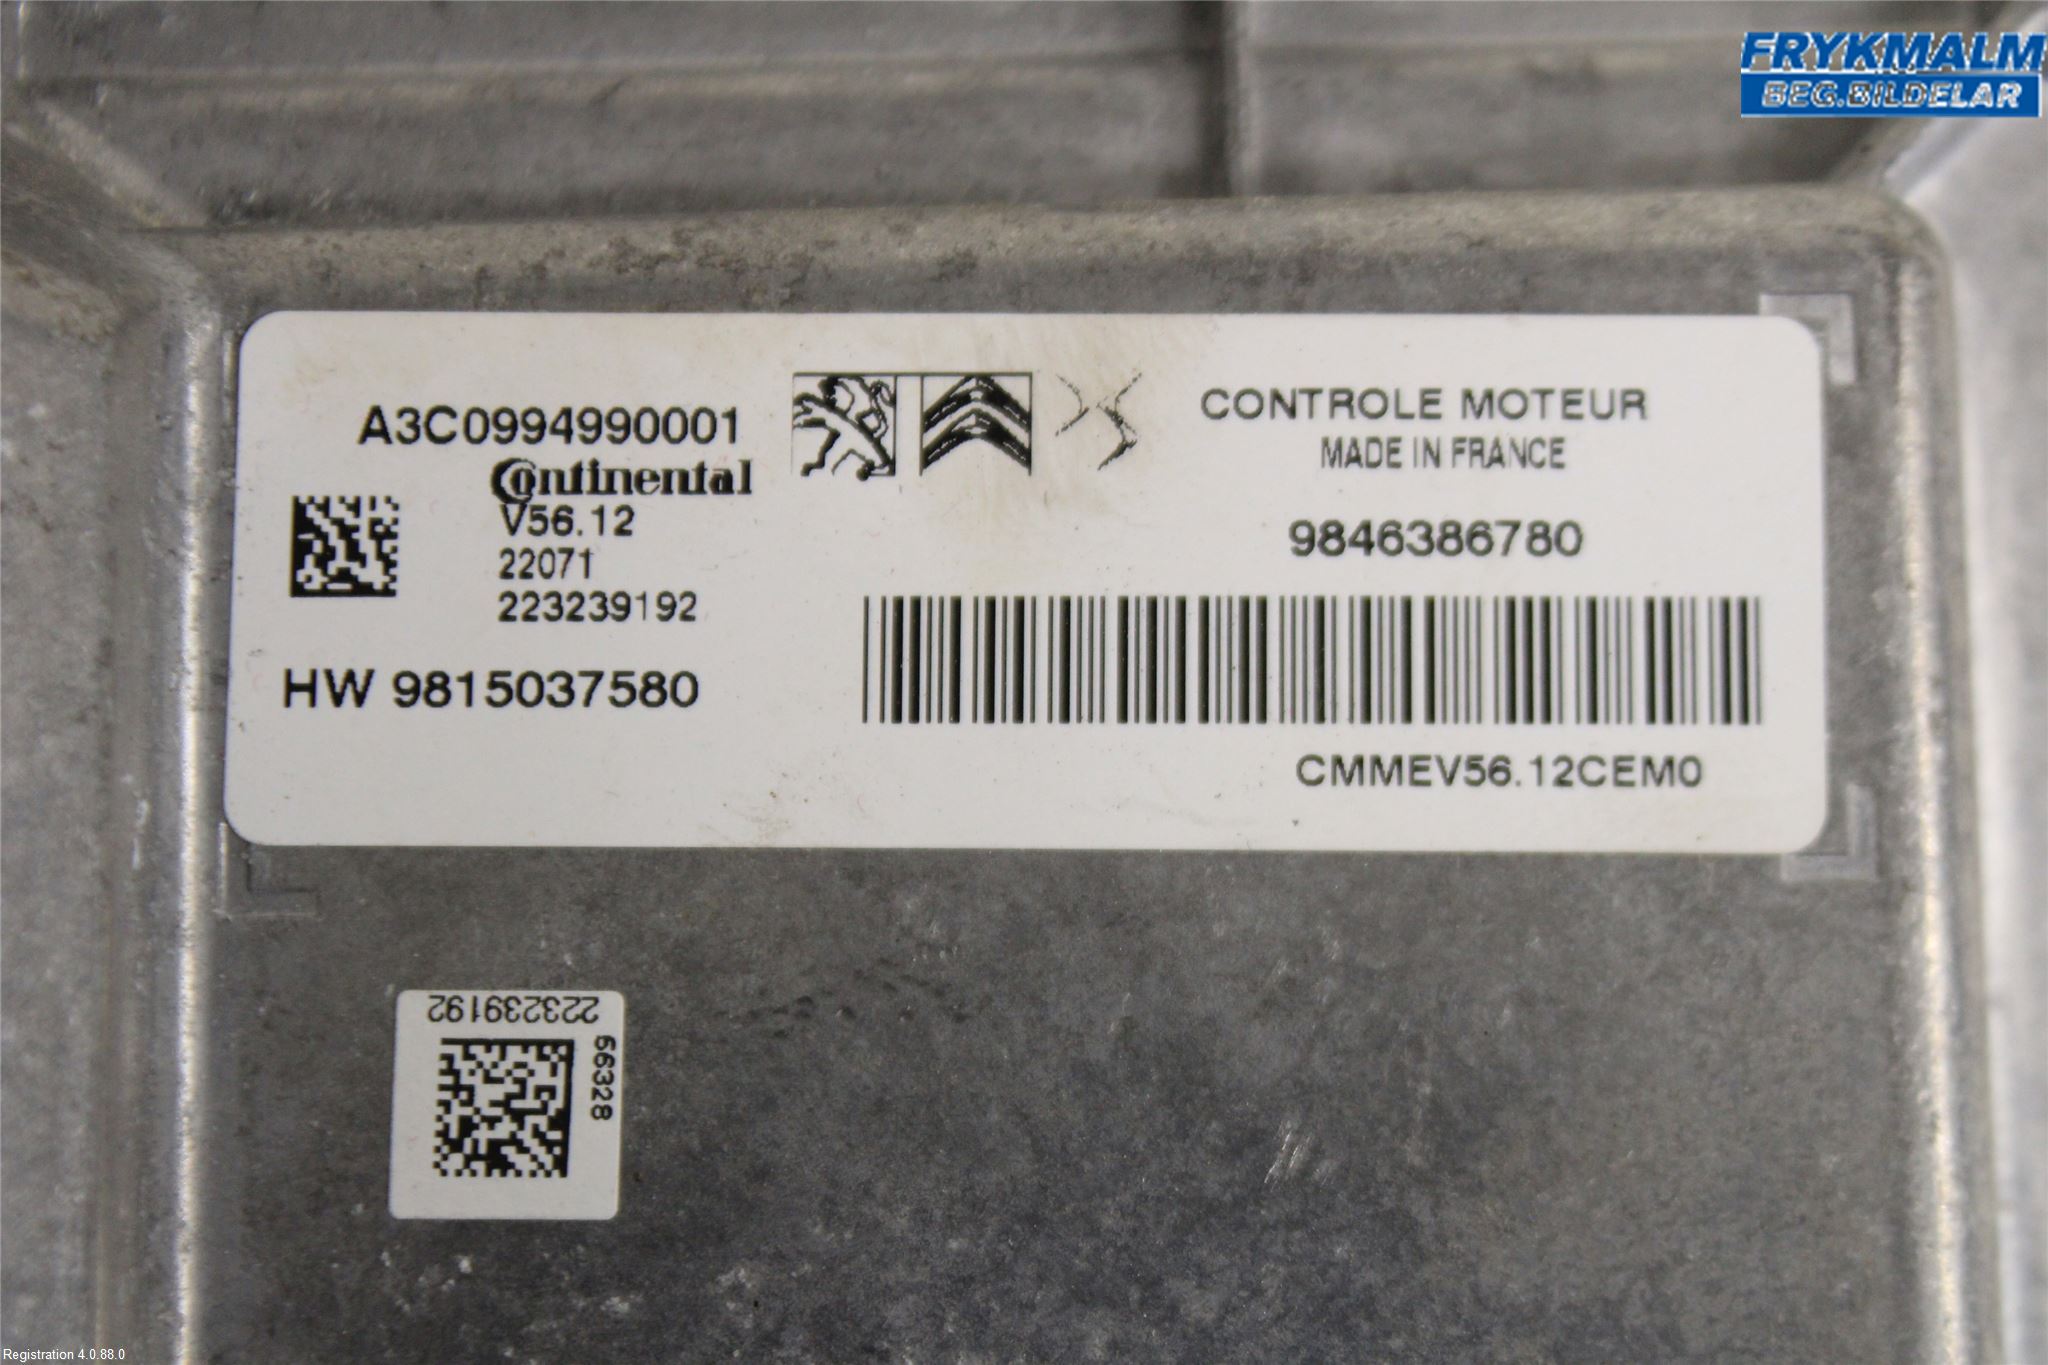 FRYKMALM
BEG.BILDELAR
A3C0994990001
Continental
V56.12
22071
223239192
HW 9815037580
CONTROLE MOTEUR
MADE IN FRANCE
9846386780
CMMEV56.12CEM0
223239192
56328
Registration 4.0.88.0